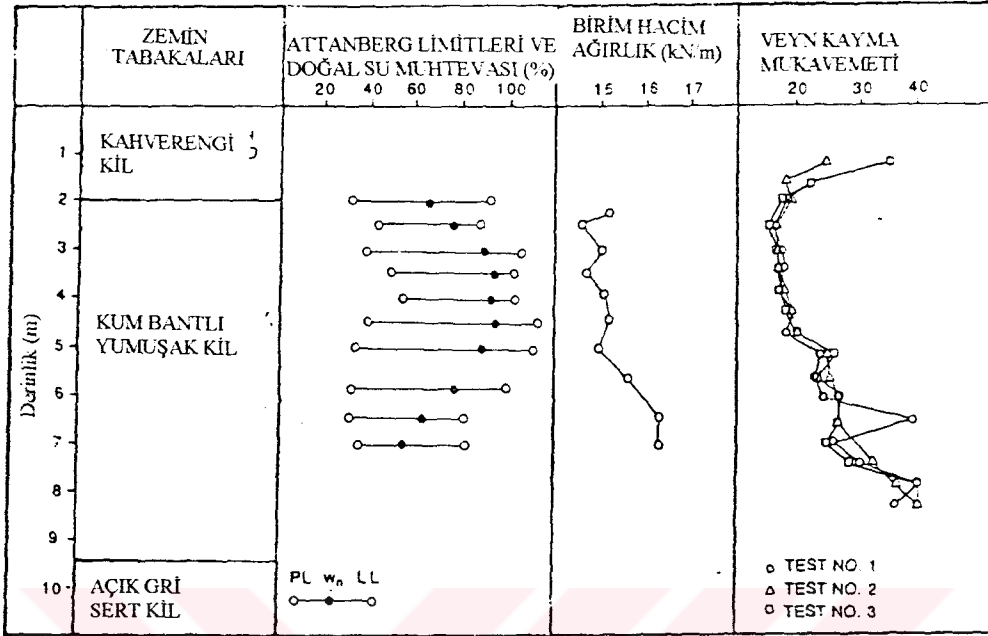 ZEMİN
TABAKALARI
ATTANBERG LİMİTLERİ VE
DOĞAL SU MUHTEVASI (%)
20 40 60 80 100
BİRİM HACİM
AĞIRLIK (kN/m)
15 16 17
VEYN KAYMA
MUKAVEMETİ
20 25 30 40
Derinlik (m)
1
2
3
4
5
6
7
8
9
10
KAHVERENGİ
KİL
KUM BANTLI
YUMUŞAK KİL
AÇIK GRİ
SERT KİL
PL wn LL
TEST NO. 1
TEST NO. 2
TEST NO. 3